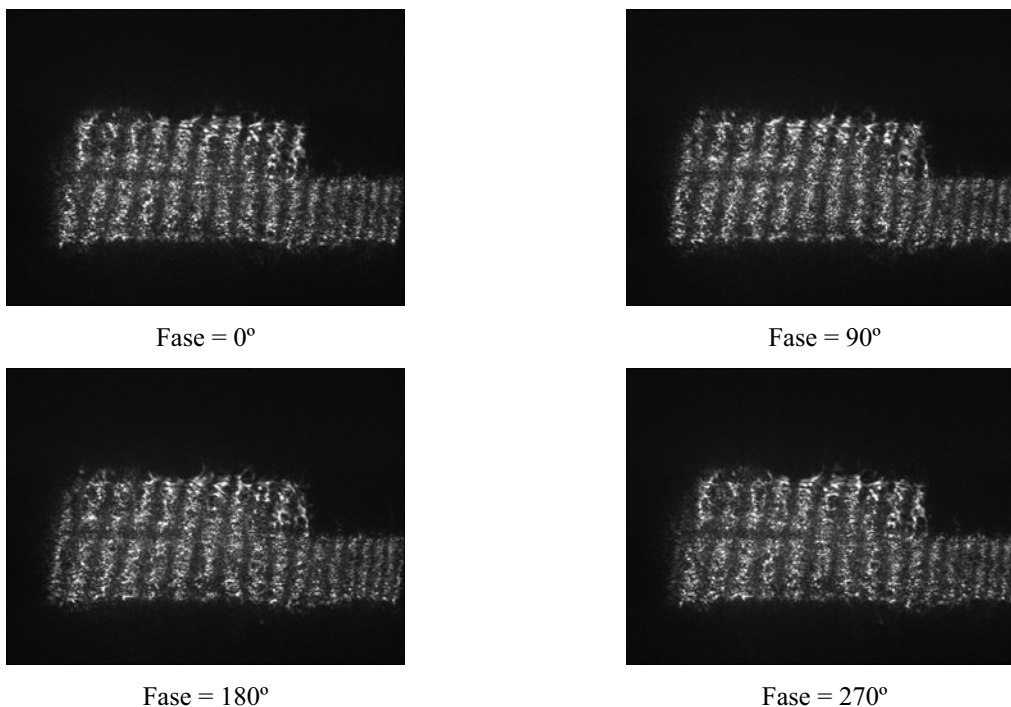 Fase = 0º
Fase = 90º
Fase = 180º
Fase = 270º